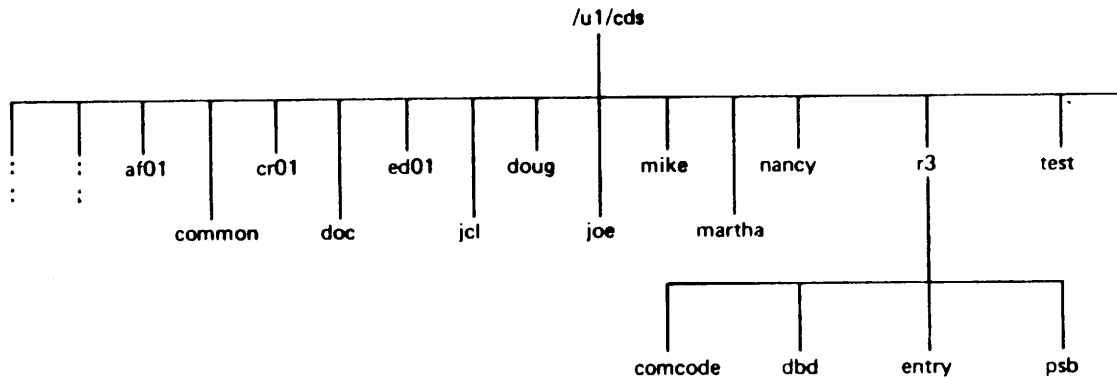 /u1/cds
: : af01 cr01 ed01 doug mike nancy r3 test
common doc jcl joe martha
comcode dbd entry psb